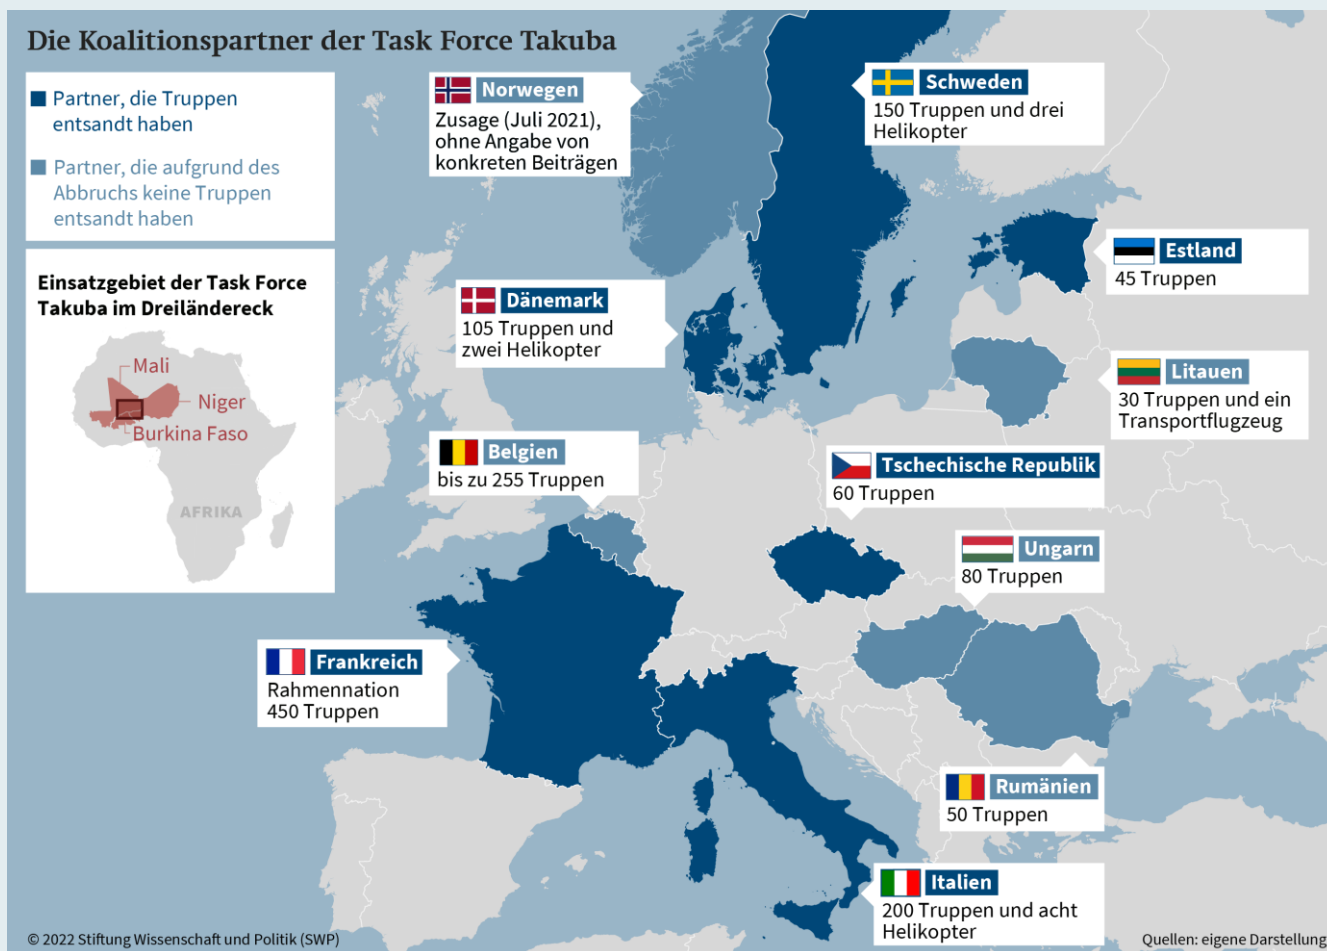 Die Koalitionspartner der Task Force Takuba
Partner, die Truppen
entsandt haben
Partner, die aufgrund des
Abbruchs keine Truppen
entsandt haben
Einsatzgebiet der Task Force
Takuba im Dreiländereck
Mali
Niger
Burkina Faso
AFRIKA
Norwegen
Zusage (Juli 2021),
ohne Angabe von
konkreten Beiträgen
Schweden
150 Truppen und drei
Helikopter
Estland
45 Truppen
Dänemark
105 Truppen und
zwei Helikopter
Litauen
30 Truppen und ein
Transportflugzeug
Belgien
bis zu 255 Truppen
Tschechische Republik
60 Truppen
Ungarn
80 Truppen
Frankreich
Rahmennation
450 Truppen
Rumänien
50 Truppen
Italien
200 Truppen und acht
Helikopter
© 2022 Stiftung Wissenschaft und Politik (SWP)
Quellen: eigene Darstellung